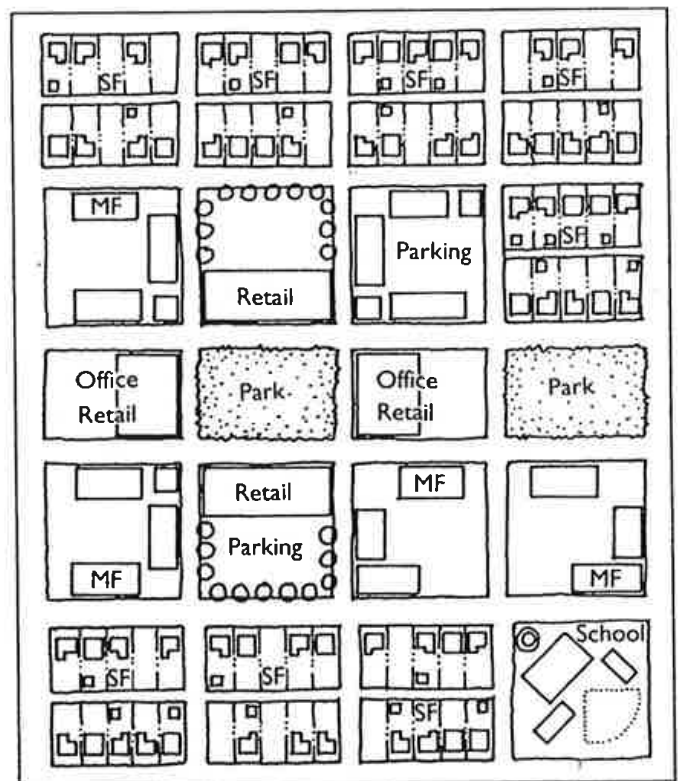 SF
SF
SF
SF
MF
Parking
SF
Retail
Office
Retail
Park
Office
Retail
Park
Retail
MF
Parking
MF
MF
School
SF
SF
SF